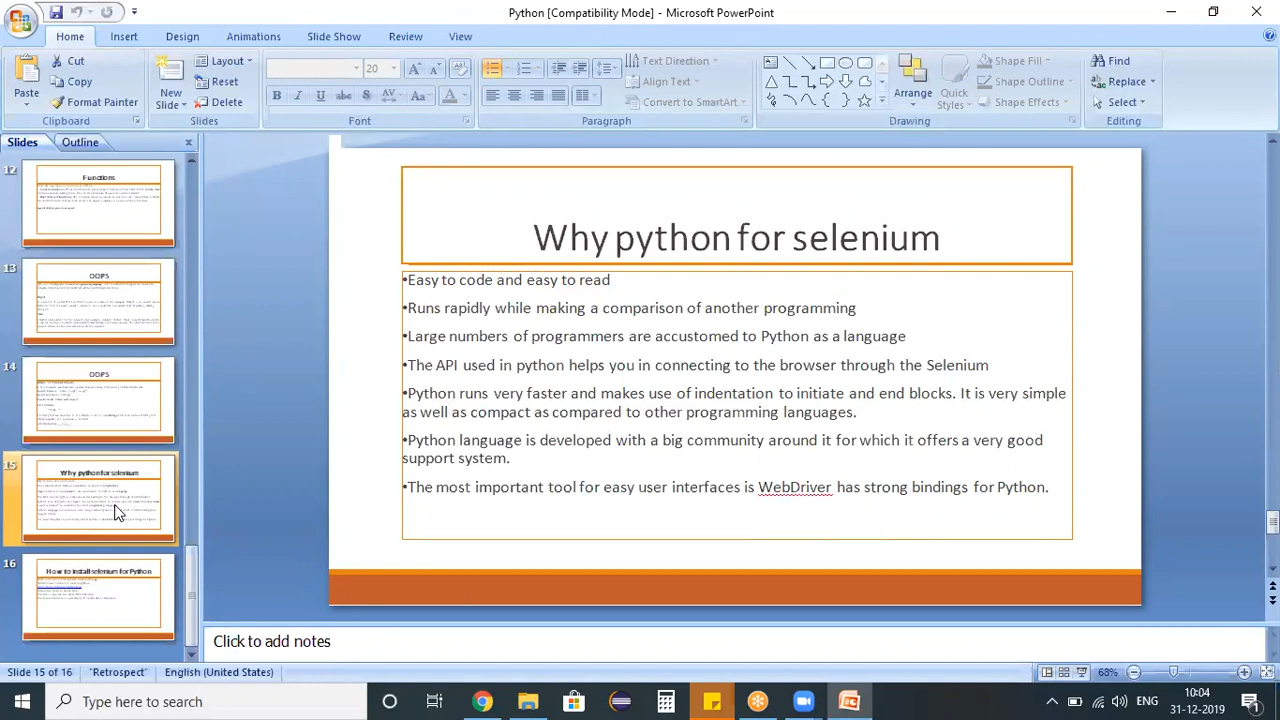 Python [Compatibility Mode] - Microsoft PowerPoint
Home Insert Design Animations Slide Show Review View
Cut
Copy
Format Painter
Paste
Clipboard
New Slide
Layout
Reset
Delete
Slides
20
Font
Text Direction
Align Text
Convert to SmartArt
Paragraph
Arrange
Quick Styles
Shape Fill
Shape Outline
Shape Effects
Drawing
Find
Replace
Select
Editing
Slides Outline
12
Functions
13
OOPS
14
OOPS
15
Why python for selenium
16
How to install selenium for Python
Why python for selenium
•Easy to code and easy to read
•Runs rapidly while making a comparison of another programming
•Large numbers of programmers are accustomed to Python as a language
•The API used in python helps you in connecting to the browser through the Selenium
•Python runs very faster and makes use of indentation to initiate and end blocks. It is very simple
as well as compact as compared to other programming languages.
•Python language is developed with a big community around it for which it offers a very good
support system.
•The most used tool for easy user interfaces is WebDriver has strong bindings for Python.
Click to add notes
Slide 15 of 16 "Retrospect" English (United States) 68%
Type here to search
ENG
10:04
31-12-2019